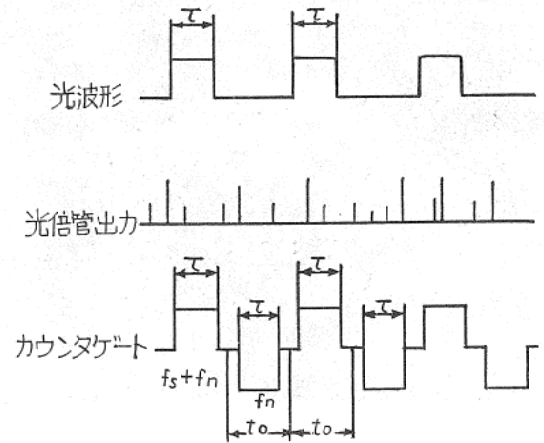 τ τ
光波形
光倍管出力
τ τ
τ τ
カウンタゲート
fs+fn
fn
to to